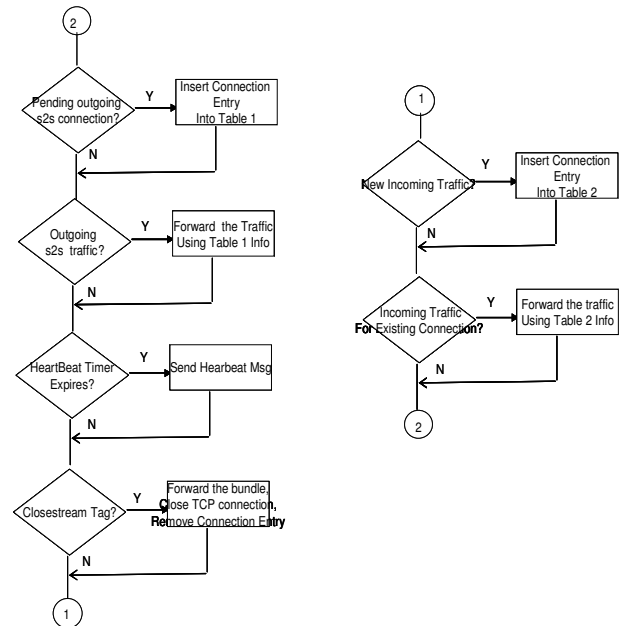 2
Pending outgoing
s2s connection?
Y
Insert Connection
Entry
Into Table 1
N
Outgoing
s2s traffic?
Y
Forward the Traffic
Using Table 1 Info
N
HeartBeat Timer
Expires?
Y
Send Hearbeat Msg
N
Closestream Tag?
Y
Forward the bundle,
Close TCP connection,
Remove Connection Entry
N
1
1
New Incoming Traffic?
Y
Insert Connection
Entry
Into Table 2
N
Incoming Traffic
For Existing Connection?
Y
Forward the traffic
Using Table 2 Info
N
2